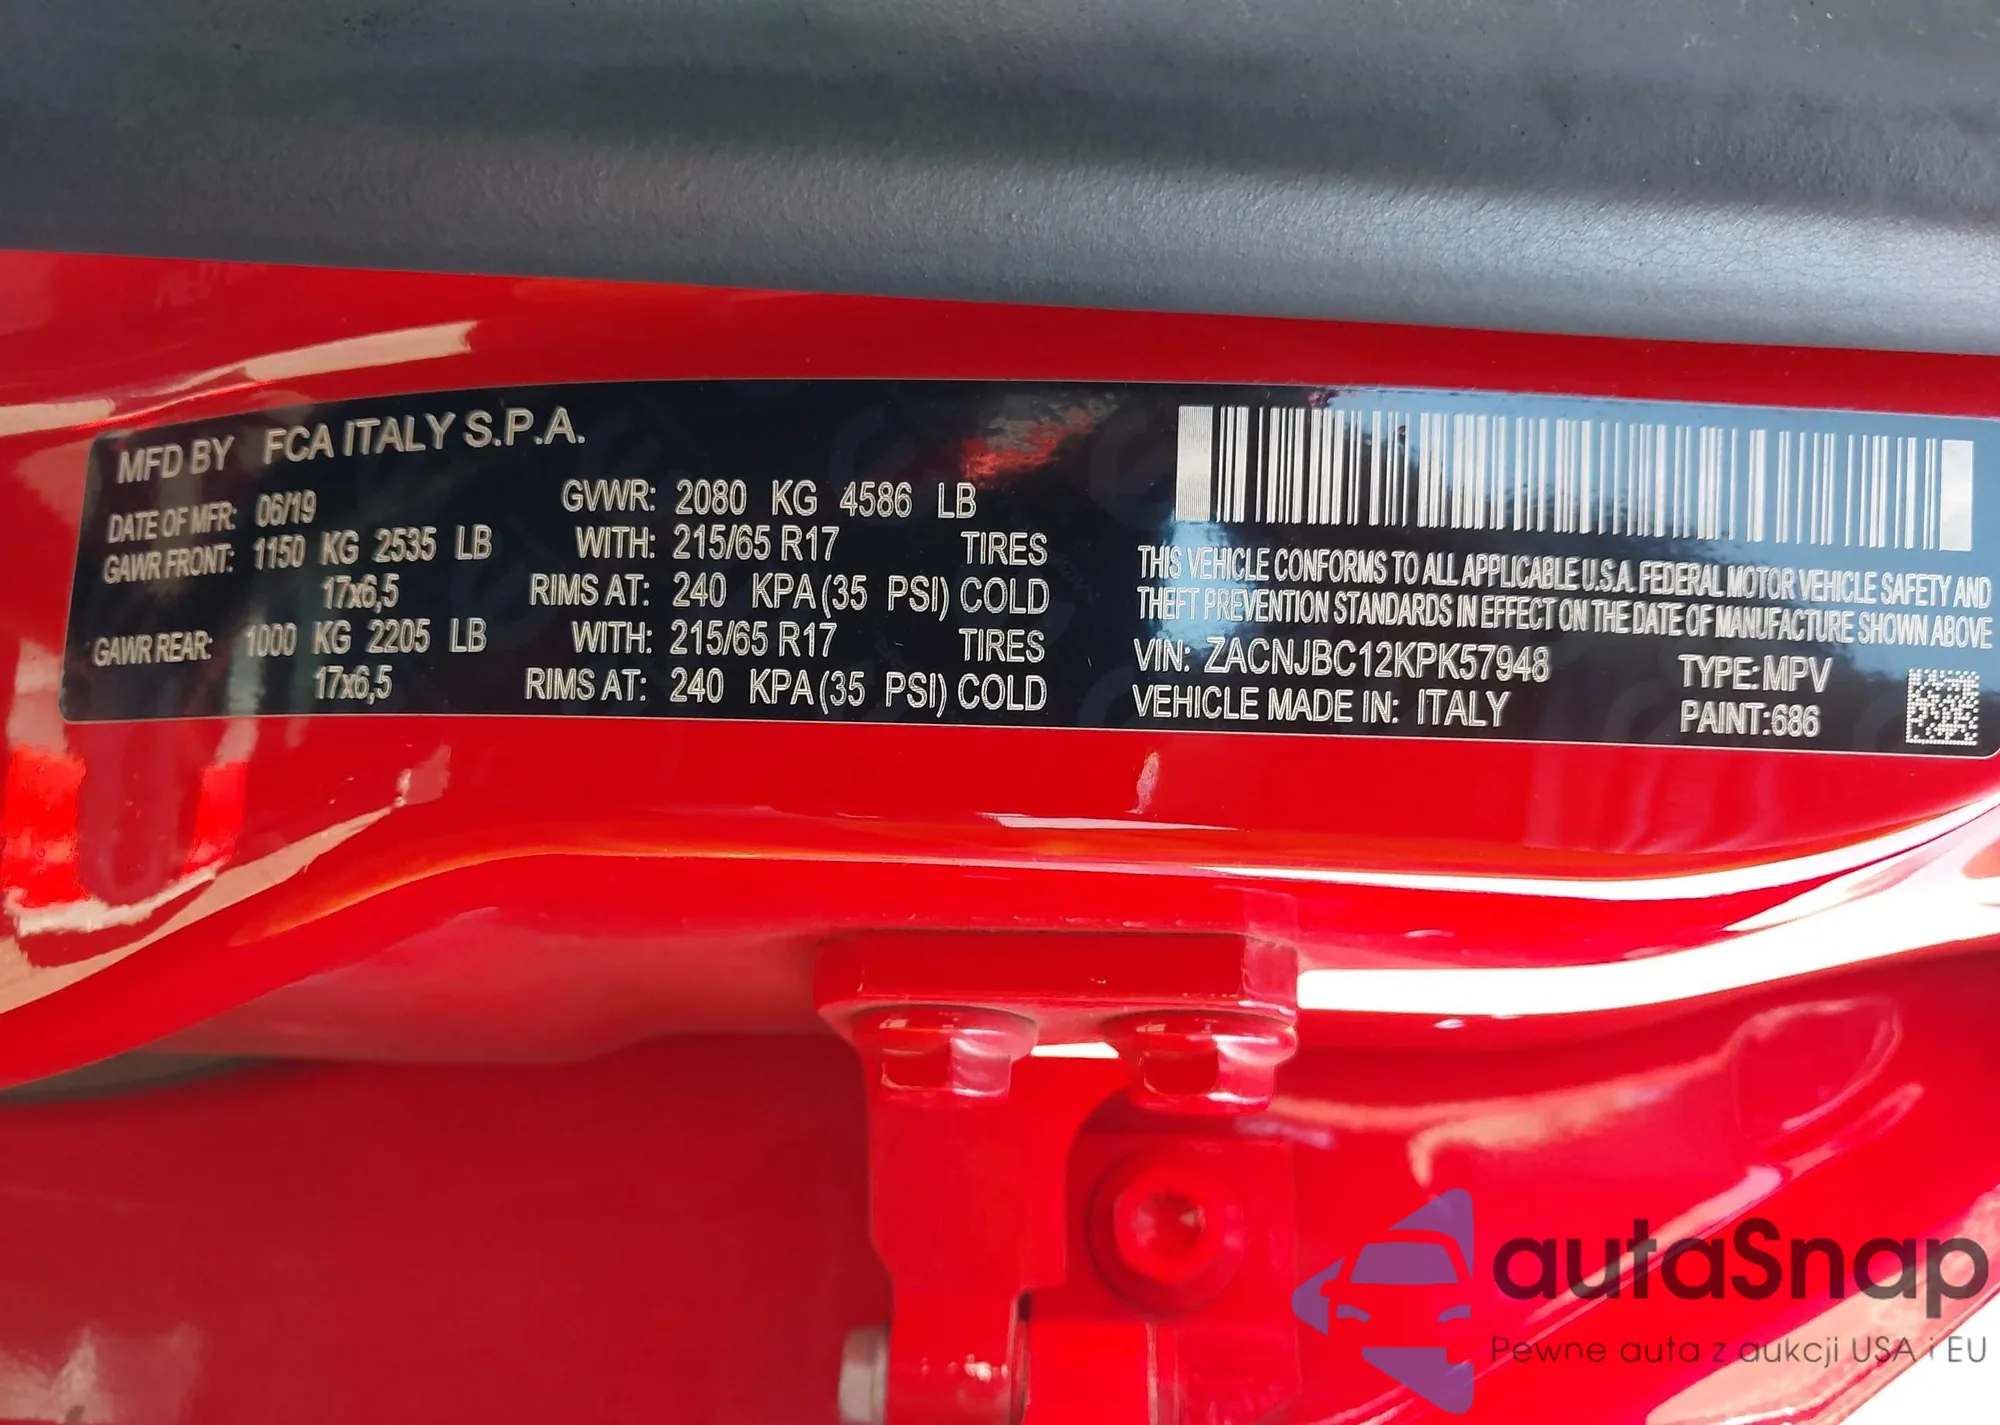 MFD BY FCA ITALY S.P.A.
DATE OF MFR: 06/19 GVWR: 2080 KG 4586 LB
GAWR FRONT: 1150 KG 2535 LB WITH: 215/65 R17 TIRES
17x6,5 RIMS AT: 240 KPA (35 PSI) COLD
GAWR REAR: 1000 KG 2205 LB WITH: 215/65 R17 TIRES
17x6,5 RIMS AT: 240 KPA (35 PSI) COLD
THIS VEHICLE CONFORMS TO ALL APPLICABLE U.S.A. FEDERAL MOTOR VEHICLE SAFETY AND
THEFT PREVENTION STANDARDS IN EFFECT ON THE DATE OF MANUFACTURE SHOWN ABOVE
VIN: ZACNJBC12KPK57948 TYPE: MPV
VEHICLE MADE IN: ITALY PAINT: 686
autaSnap
Pewne auta z aukcji USA i EU